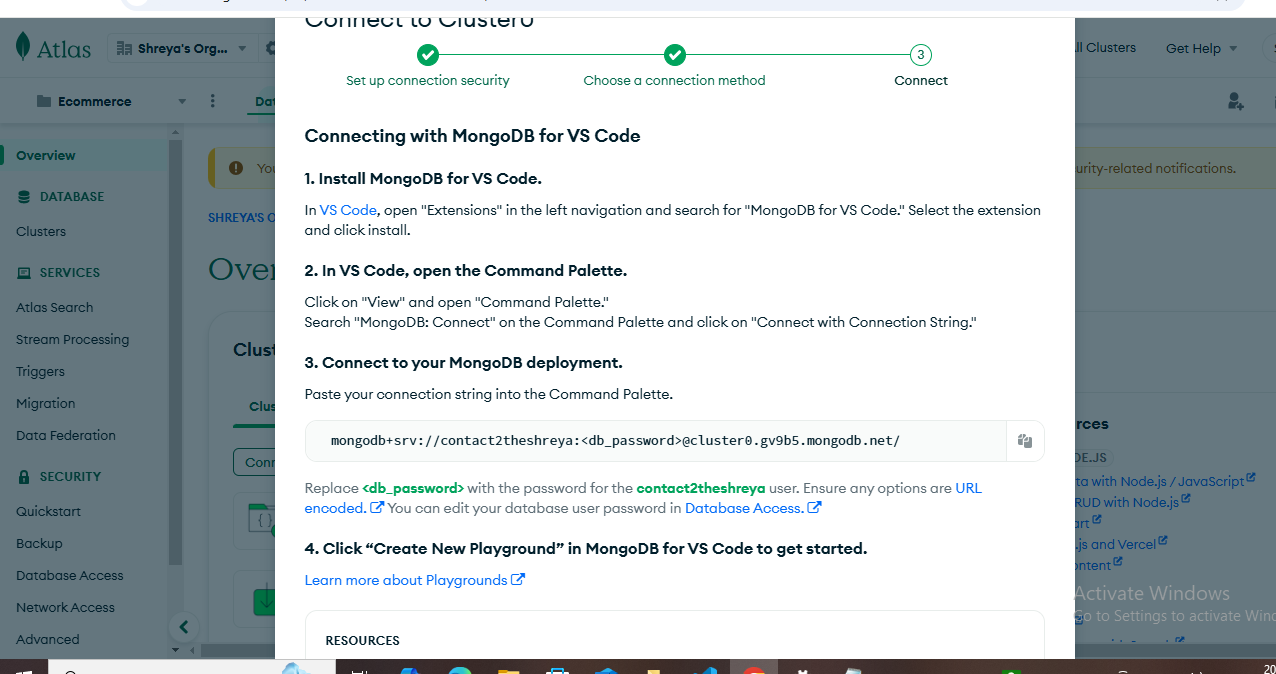 Connect to Cluster0
Atlas
Shreya's Org...
All Clusters
Get Help
Set up connection security
Choose a connection method
3
Connect
Ecommerce
Connecting with MongoDB for VS Code
Overview
DATABASE
Clusters
SERVICES
Atlas Search
Stream Processing
Triggers
Migration
Data Federation
SECURITY
Quickstart
Backup
Database Access
Network Access
Advanced
SHREYA'S
1. Install MongoDB for VS Code.
In VS Code, open "Extensions" in the left navigation and search for "MongoDB for VS Code." Select the extension
and click install.
2. In VS Code, open the Command Palette.
Click on "View" and open "Command Palette."
Search "MongoDB: Connect" on the Command Palette and click on "Connect with Connection String."
3. Connect to your MongoDB deployment.
Paste your connection string into the Command Palette.
mongodb+srv://contact2theshreya:<db_password>@cluster0.gv9b5.mongodb.net/
Replace <db_password> with the password for the contact2theshreya user. Ensure any options are URL
encoded. You can edit your database user password in Database Access.
4. Click “Create New Playground” in MongoDB for VS Code to get started.
Learn more about Playgrounds
RESOURCES
urity-related notifications.
rces
DE.JS
ta with Node.js / JavaScript
RUD with Node.js
art
.js and Vercel
ontent
Activate Windows
Go to Settings to activate Wind
20